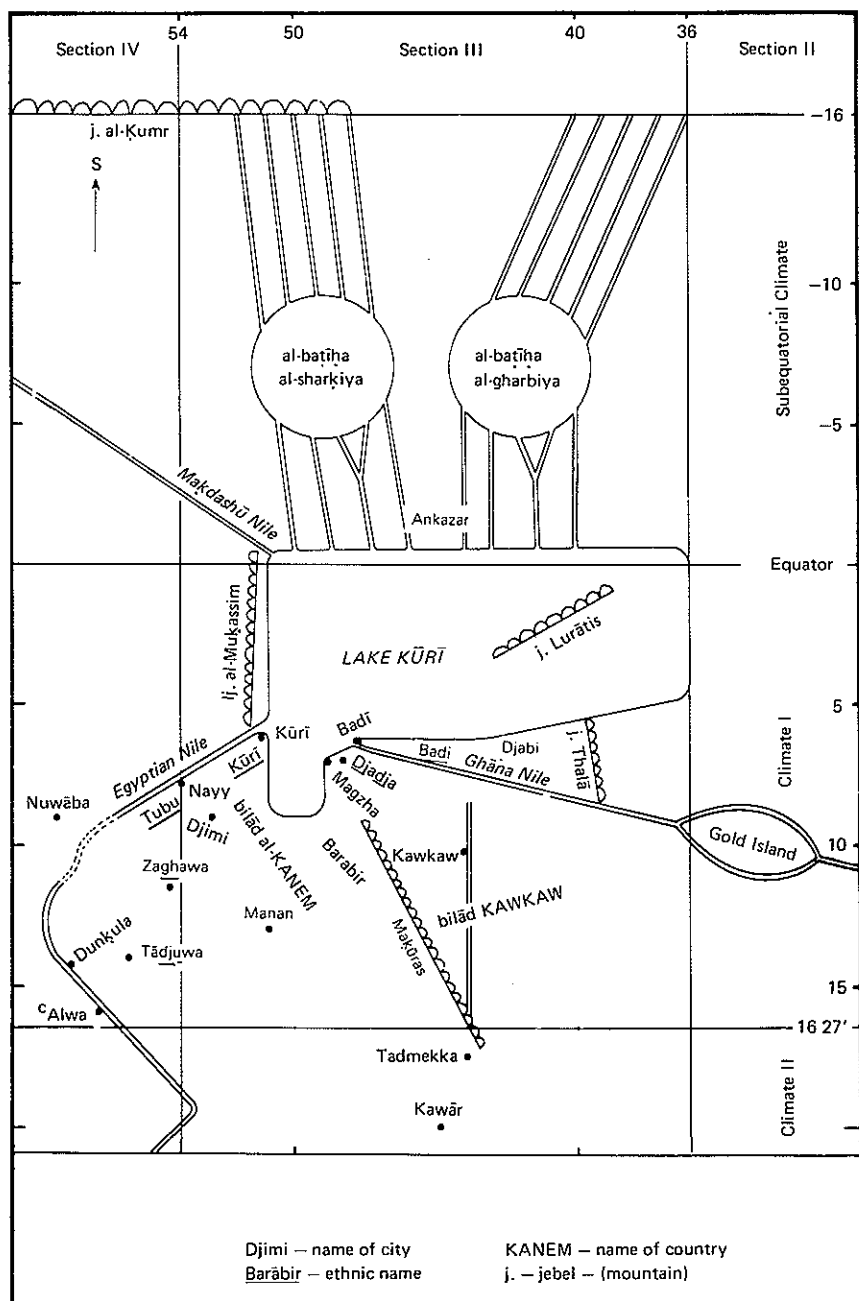 54 50 40 36
Section IV Section III Section II
j. al-Ḳumr
S
−16
−10
−5
Subequatorial Climate
al-baṭīḥa
al-sharḳiya
al-baṭīḥa
al-gharbiya
Maḳdashū Nile
Ankazar
Equator
j. al-Muḳassim
LAKE KŪRĪ
j. Lurātis
5
Climate I
Kūrī
Kūrī
Badī
Badi
Djabi
j. Thalā
Ghāna Nile
Egyptian Nile
Nayy
Tubu
Djimi
Djadja
Magzha
Nuwāba
bilād al-KANEM
Barabir
Gold Island
10
Zaghawa
Kawkaw
bilād KAWKAW
Manan
Maḳūras
Dunḳula
Tādjuwa
15
ᶜAlwa
16 27′
Tadmekka
Climate II
Kawār
Djimi – name of city KANEM – name of country
Barābir – ethnic name j. – jebel – (mountain)